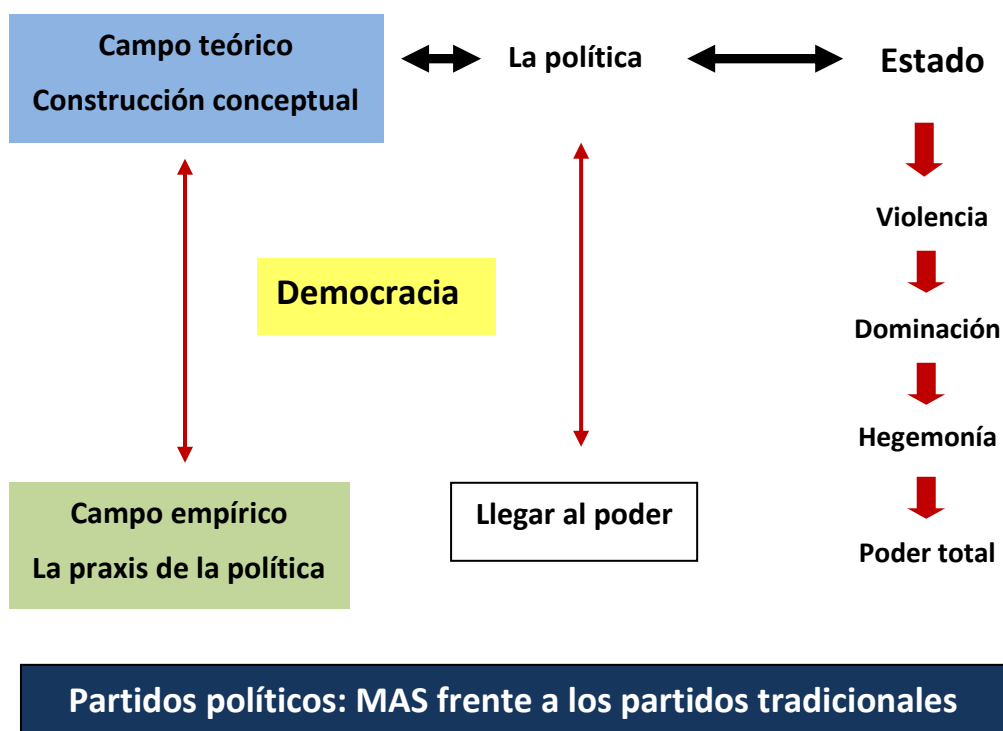 Campo teórico
Construcción conceptual
La política
Estado
Violencia
Democracia
Dominación
Hegemonía
Campo empírico
La praxis de la política
Llegar al poder
Poder total
Partidos políticos: MAS frente a los partidos tradicionales